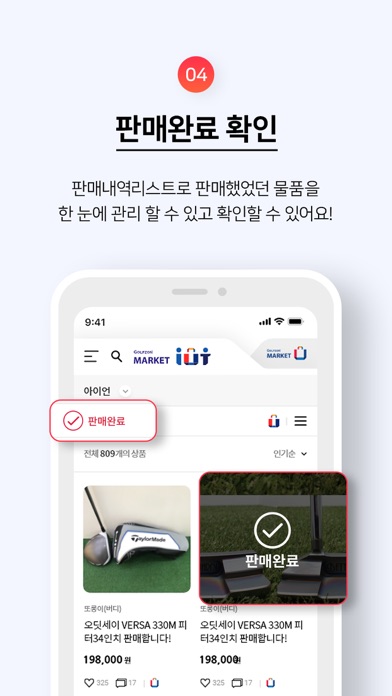 04
판매완료 확인
판매내역리스트로 판매했었던 물품을
한 눈에 관리 할 수 있고 확인할 수 있어요!
9:41
GOLFZON
MARKET iUT
GOLFZON
MARKET U
아이언
판매완료
전체 809개의 상품
인기순
TaylorMade
판매완료
또롱이(버디)
오딧세이 VERSA 330M 피
터34인치 판매합니다!
198,000 원
325 17
또롱이(버디)
오딧세이 VERSA 330M 피
터34인치 판매합니다!
198,000원
325 17